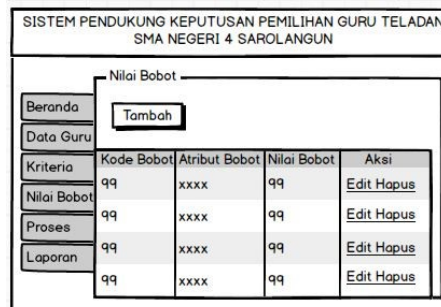 SISTEM PENDUKUNG KEPUTUSAN PEMILIHAN GURU TELADAN
SMA NEGERI 4 SAROLANGUN
Nilai Bobot
Tambah
Beranda
Data Guru
Kriteria
Nilai Bobot
Proses
Laporan
Kode Bobot Atribut Bobot Nilai Bobot Aksi
99 xxxx 99 Edit Hapus
99 xxxx 99 Edit Hapus
99 xxxx 99 Edit Hapus
99 xxxx 99 Edit Hapus